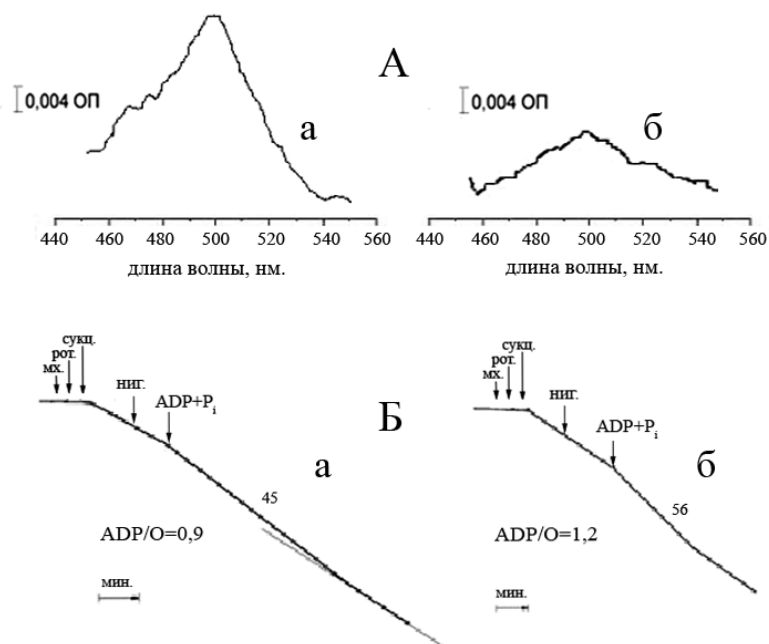 А
0,004 ОП
а
0,004 ОП
б
440 460 480 500 520 540 560
440 460 480 500 520 540 560
длина волны, нм.
длина волны, нм.
Б
сукц.
рот.
мх.
ниг.
ADP+Pi
а
45
ADP/O=0,9
мин.
сукц.
рот.
мх.
ниг.
ADP+Pi
б
56
ADP/O=1,2
мин.